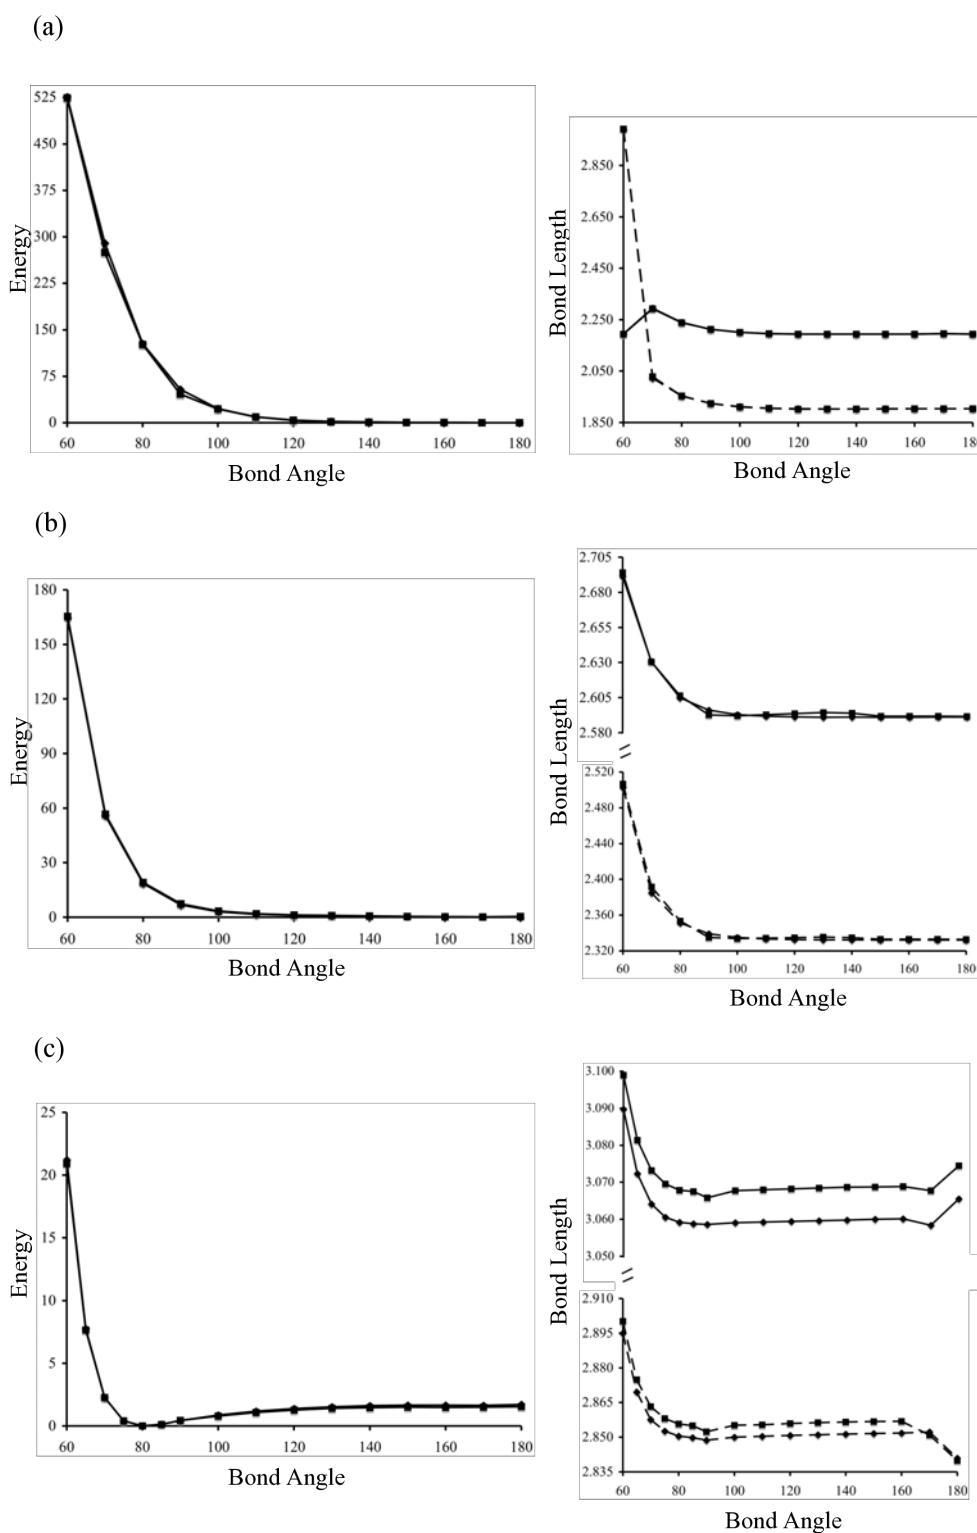 (a)
525
450
375
300
225
150
75
0
60 80 100 120 140 160 180
Energy
Bond Angle
2.850
2.650
2.450
2.250
2.050
1.850
60 80 100 120 140 160 180
Bond Length
Bond Angle
(b)
180
150
120
90
60
30
0
60 80 100 120 140 160 180
Energy
Bond Angle
2.705
2.680
2.655
2.630
2.605
2.580
2.520
2.480
2.440
2.400
2.360
2.320
60 80 100 120 140 160 180
Bond Length
Bond Angle
(c)
25
20
15
10
5
0
60 80 100 120 140 160 180
Energy
Bond Angle
3.100
3.090
3.080
3.070
3.060
3.050
2.910
2.895
2.880
2.865
2.850
2.835
60 80 100 120 140 160 180
Bond Length
Bond Angle